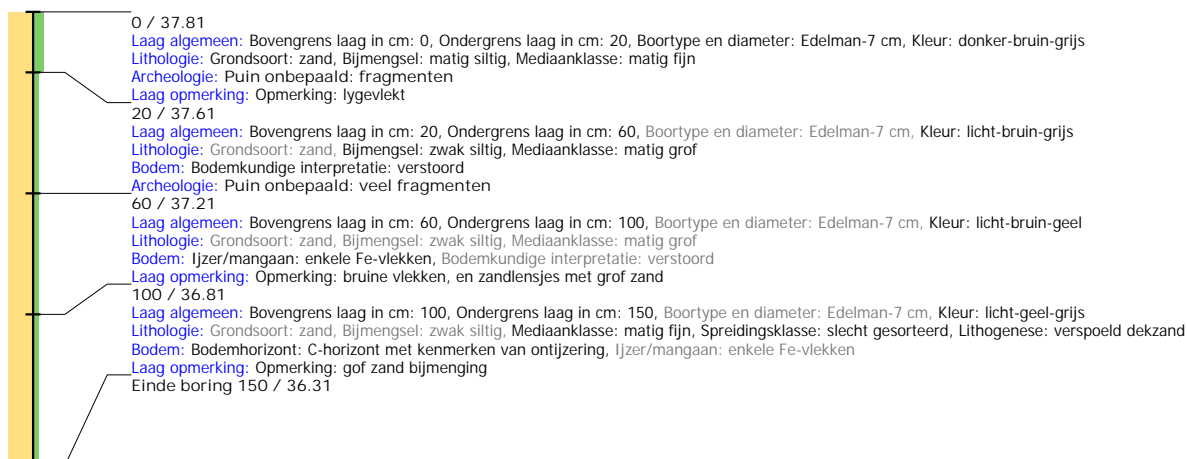 0 / 37.81
Laag algemeen: Bovengrens laag in cm: 0, Ondergrens laag in cm: 20, Boortype en diameter: Edelman-7 cm, Kleur: donker-bruin-grijs
Lithologie: Grondsoort: zand, Bijmengsel: matig siltig, Mediaanklasse: matig fijn
Archeologie: Puin onbepaald: fragmenten
Laag opmerking: Opmerking: lygevlekt
20 / 37.61
Laag algemeen: Bovengrens laag in cm: 20, Ondergrens laag in cm: 60, Boortype en diameter: Edelman-7 cm, Kleur: licht-bruin-grijs
Lithologie: Grondsoort: zand, Bijmengsel: zwak siltig, Mediaanklasse: matig grof
Bodem: Bodemkundige interpretatie: verstoord
Archeologie: Puin onbepaald: veel fragmenten
60 / 37.21
Laag algemeen: Bovengrens laag in cm: 60, Ondergrens laag in cm: 100, Boortype en diameter: Edelman-7 cm, Kleur: licht-bruin-geel
Lithologie: Grondsoort: zand, Bijmengsel: zwak siltig, Mediaanklasse: matig grof
Bodem: Ijzer/mangaan: enkele Fe-vlekken, Bodemkundige interpretatie: verstoord
Laag opmerking: Opmerking: bruine vlekken, en zandlensjes met grof zand
100 / 36.81
Laag algemeen: Bovengrens laag in cm: 100, Ondergrens laag in cm: 150, Boortype en diameter: Edelman-7 cm, Kleur: licht-geel-grijs
Lithologie: Grondsoort: zand, Bijmengsel: zwak siltig, Mediaanklasse: matig fijn, Spreidingsklasse: slecht gesorteerd, Lithogenese: verspoeld dekzand
Bodem: Bodemhorizont: C-horizont met kenmerken van ontijzering, Ijzer/mangaan: enkele Fe-vlekken
Laag opmerking: Opmerking: gof zand bijmenging
Einde boring 150 / 36.31